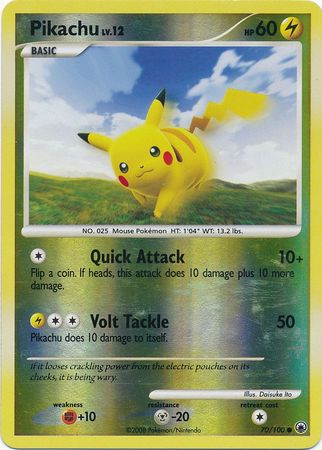 Pikachu LV.12 HP 60
BASIC
NO. 025 Mouse Pokémon HT: 1'04" WT: 13.2 lbs.
Quick Attack 10+
Flip a coin. If heads, this attack does 10 damage plus 10 more
damage.
Volt Tackle 50
Pikachu does 10 damage to itself.
If it looses crackling power from the electric pouches on its
cheeks, it is being wary.
Illus. Daisuke Ito
weakness resistance retreat cost
+10 -20 70/100
©2008 Pokémon/Nintendo